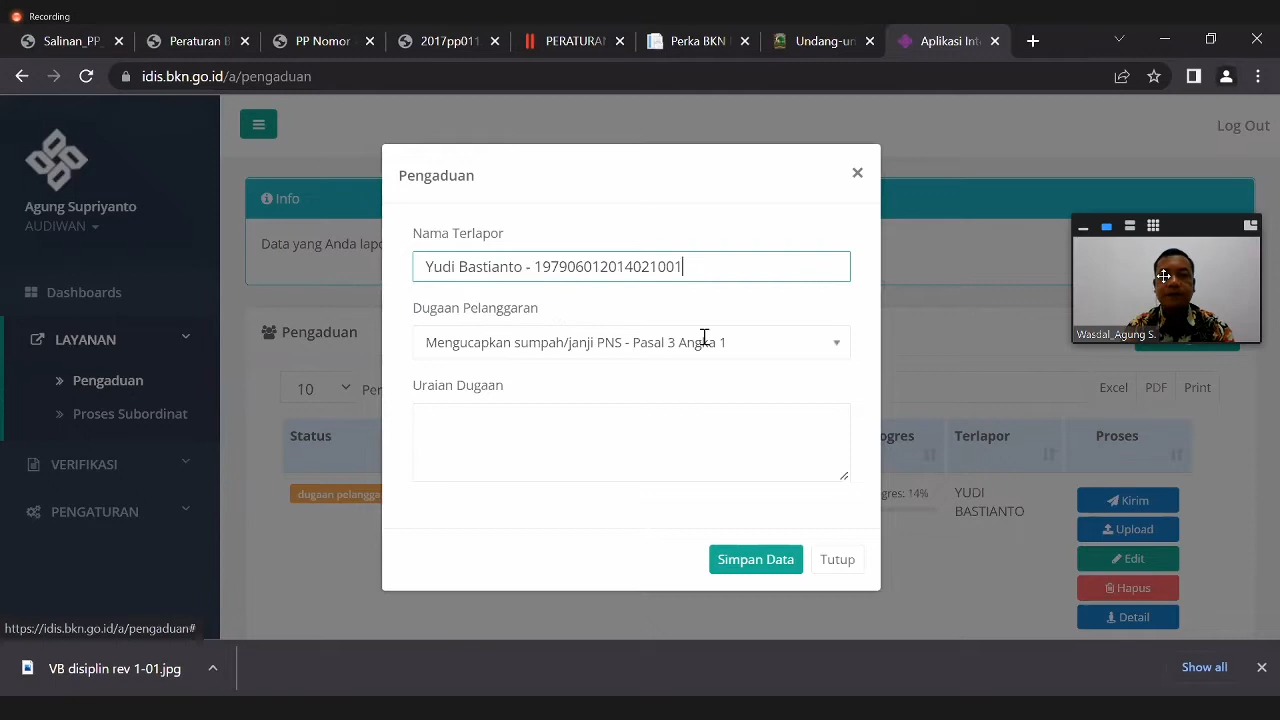 Recording
Salinan_PP_
Peraturan B
PP Nomor
2017pp011
PERATURAN
Perka BKN
Undang-un
Aplikasi Int
idis.bkn.go.id/a/pengaduan
Agung Supriyanto
AUDIWAN
Dashboards
LAYANAN
Pengaduan
Proses Subordinat
VERIFIKASI
PENGATURAN
Log Out
Info
Data yang Anda lapo
Pengaduan
10
Pen
Excel
PDF
Print
Status
ogres
Terlapor
Proses
dugaan pelangga
gres: 14%
YUDI
BASTIANTO
Kirim
Upload
Edit
Hapus
Detail
Pengaduan
×
Nama Terlapor
Yudi Bastianto - 197906012014021001
Dugaan Pelanggaran
Mengucapkan sumpah/janji PNS - Pasal 3 Angka 1
Uraian Dugaan
Simpan Data
Tutup
Wasdal_Agung S.
https://idis.bkn.go.id/a/pengaduan#
VB disiplin rev 1-01.jpg
Show all